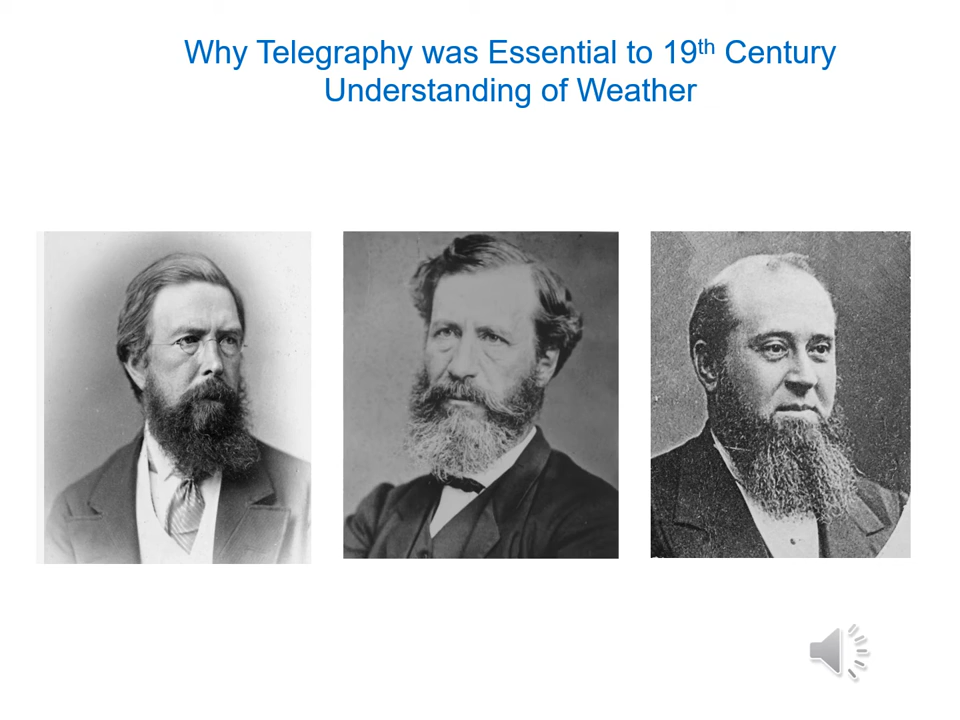 Why Telegraphy was Essential to 19th Century
Understanding of Weather